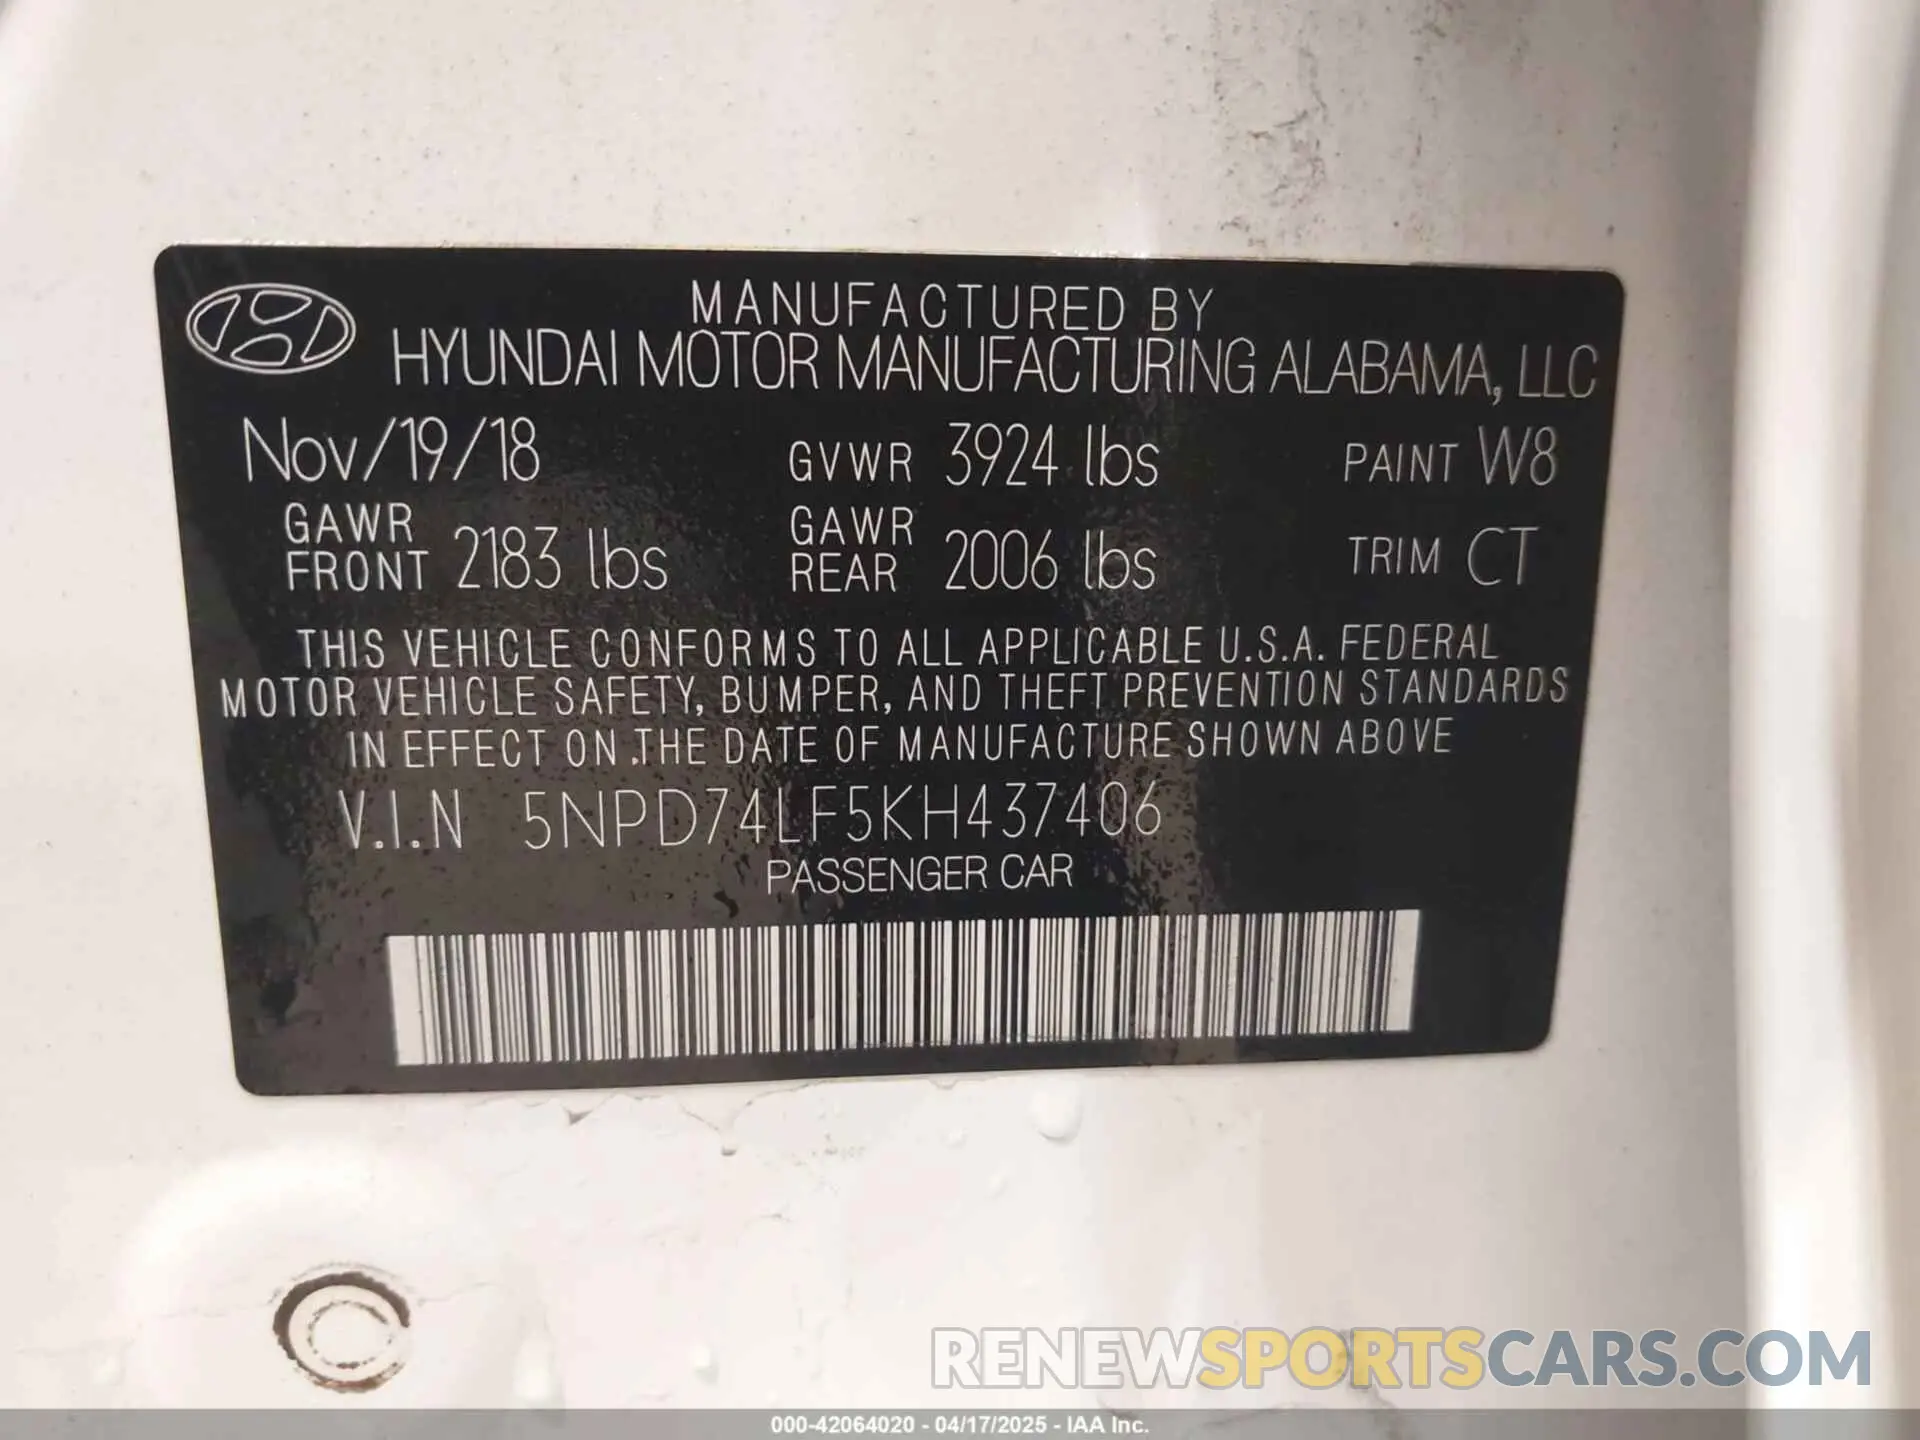 MANUFACTURED BY
HYUNDAI MOTOR MANUFACTURING ALABAMA, LLC
Nov/19/18 GVWR 3924 lbs PAINT W8
GAWR FRONT 2183 lbs GAWR REAR 2006 lbs TRIM CT
THIS VEHICLE CONFORMS TO ALL APPLICABLE U.S.A. FEDERAL
MOTOR VEHICLE SAFETY, BUMPER, AND THEFT PREVENTION STANDARDS
IN EFFECT ON THE DATE OF MANUFACTURE SHOWN ABOVE
V.I.N 5NPD74LF5KH437406
PASSENGER CAR
RENEWSPORTSCARS.COM
000-42064020 - 04/17/2025 - IAA Inc.